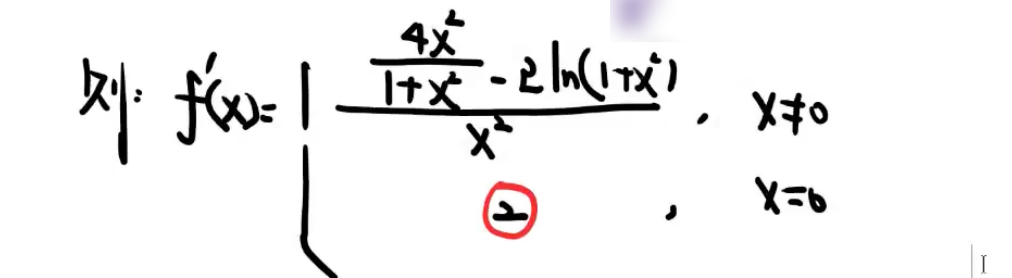 则: f'(x)= { (4x²/(1+x²) - 2ln(1+x²))/x² , x≠0
2 , x=0